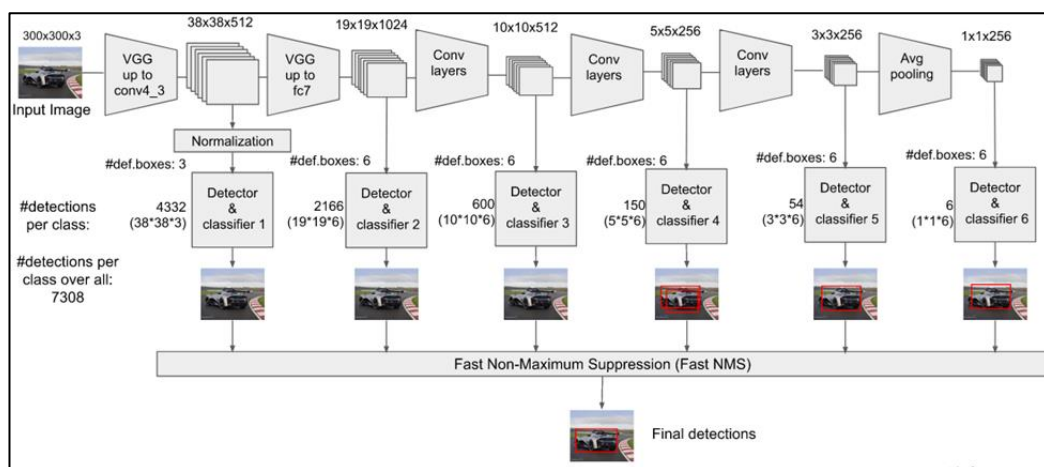 300x300x3
38x38x512
19x19x1024
10x10x512
5x5x256
3x3x256
1x1x256
Input Image
VGG
up to
conv4_3
VGG
up to
fc7
Conv
layers
Conv
layers
Conv
layers
Avg
pooling
Normalization
#def.boxes: 3
#def.boxes: 6
#def.boxes: 6
#def.boxes: 6
#def.boxes: 6
#def.boxes: 6
#detections
per class:
4332
(38*38*3)
Detector
&
classifier 1
2166
(19*19*6)
Detector
&
classifier 2
600
(10*10*6)
Detector
&
classifier 3
150
(5*5*6)
Detector
&
classifier 4
54
(3*3*6)
Detector
&
classifier 5
6
(1*1*6)
Detector
&
classifier 6
#detections per
class over all:
7308
Fast Non-Maximum Suppression (Fast NMS)
Final detections